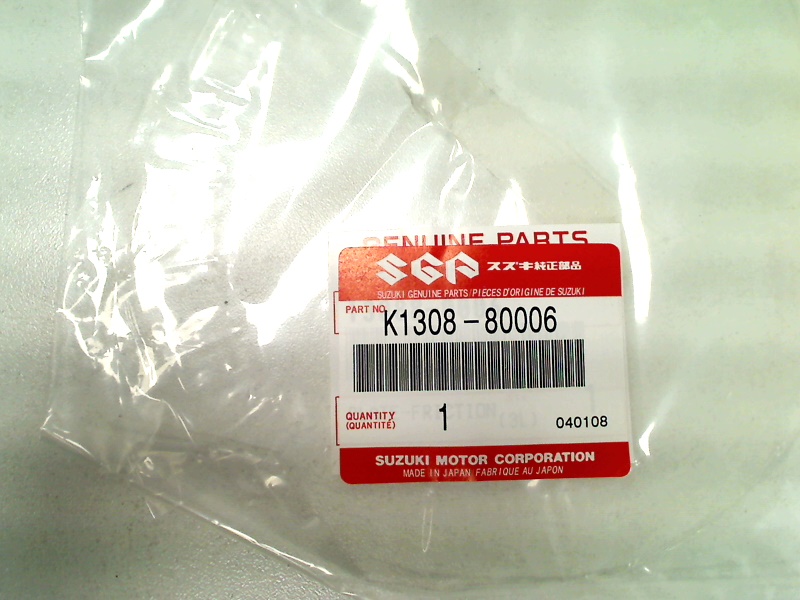 GENUINE PARTS
SGP スズキ純正部品
SUZUKI GENUINE PARTS/PIECES D'ORIGINE DE SUZUKI
PART NO.
K1308-80006
FRICTION
QUANTITY
(QUANTITÉ)
1
040108
SUZUKI MOTOR CORPORATION
MADE IN JAPAN/FABRIQUE AU JAPON